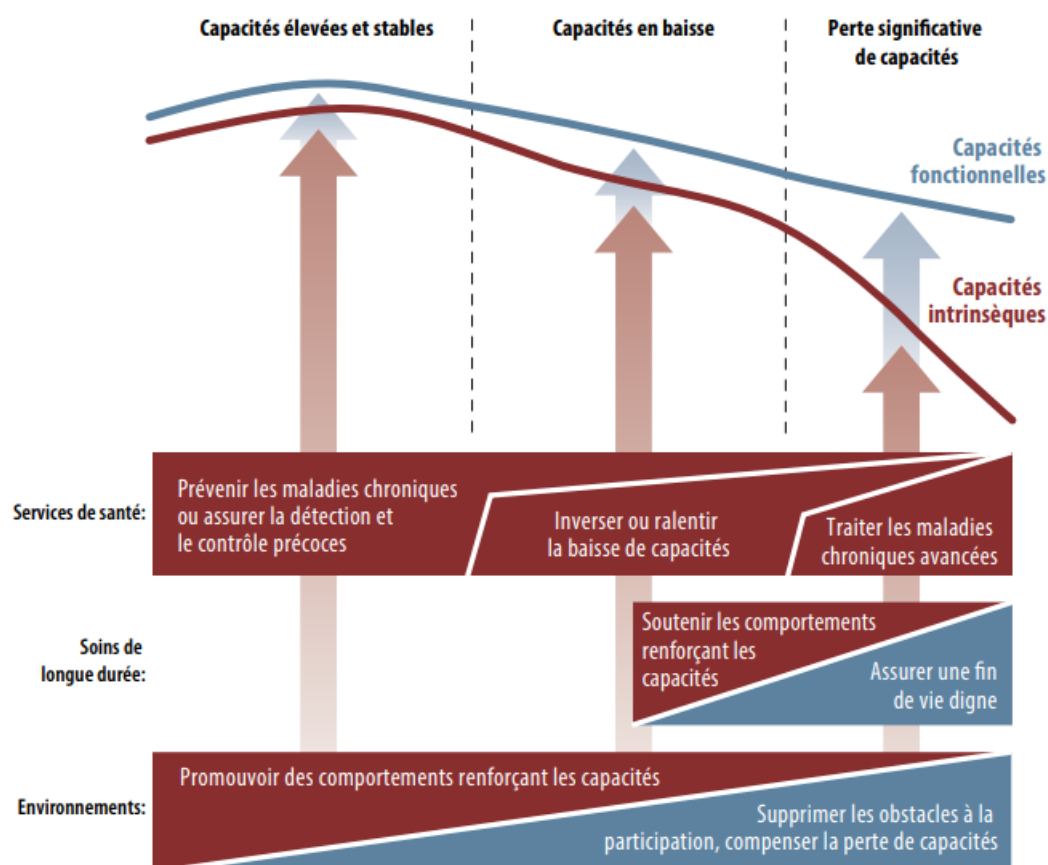 Capacités élevées et stables
Capacités en baisse
Perte significative
de capacités
Capacités
fonctionnelles
Capacités
intrinsèques
Services de santé:
Prévenir les maladies chroniques
ou assurer la détection et
le contrôle précoces
Inverser ou ralentir
la baisse de capacités
Traiter les maladies
chroniques avancées
Soins de
longue durée:
Soutenir les comportements
renforçant les
capacités
Assurer une fin
de vie digne
Environnements:
Promouvoir des comportements renforçant les capacités
Supprimer les obstacles à la
participation, compenser la perte de capacités